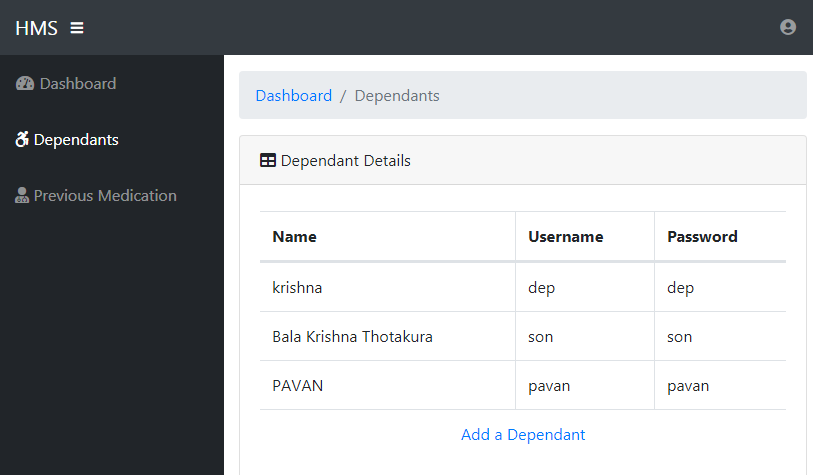 HMS
Dashboard
Dependants
Previous Medication
Dashboard / Dependants
Dependant Details
Name Username Password
krishna dep dep
Bala Krishna Thotakura son son
PAVAN pavan pavan
Add a Dependant